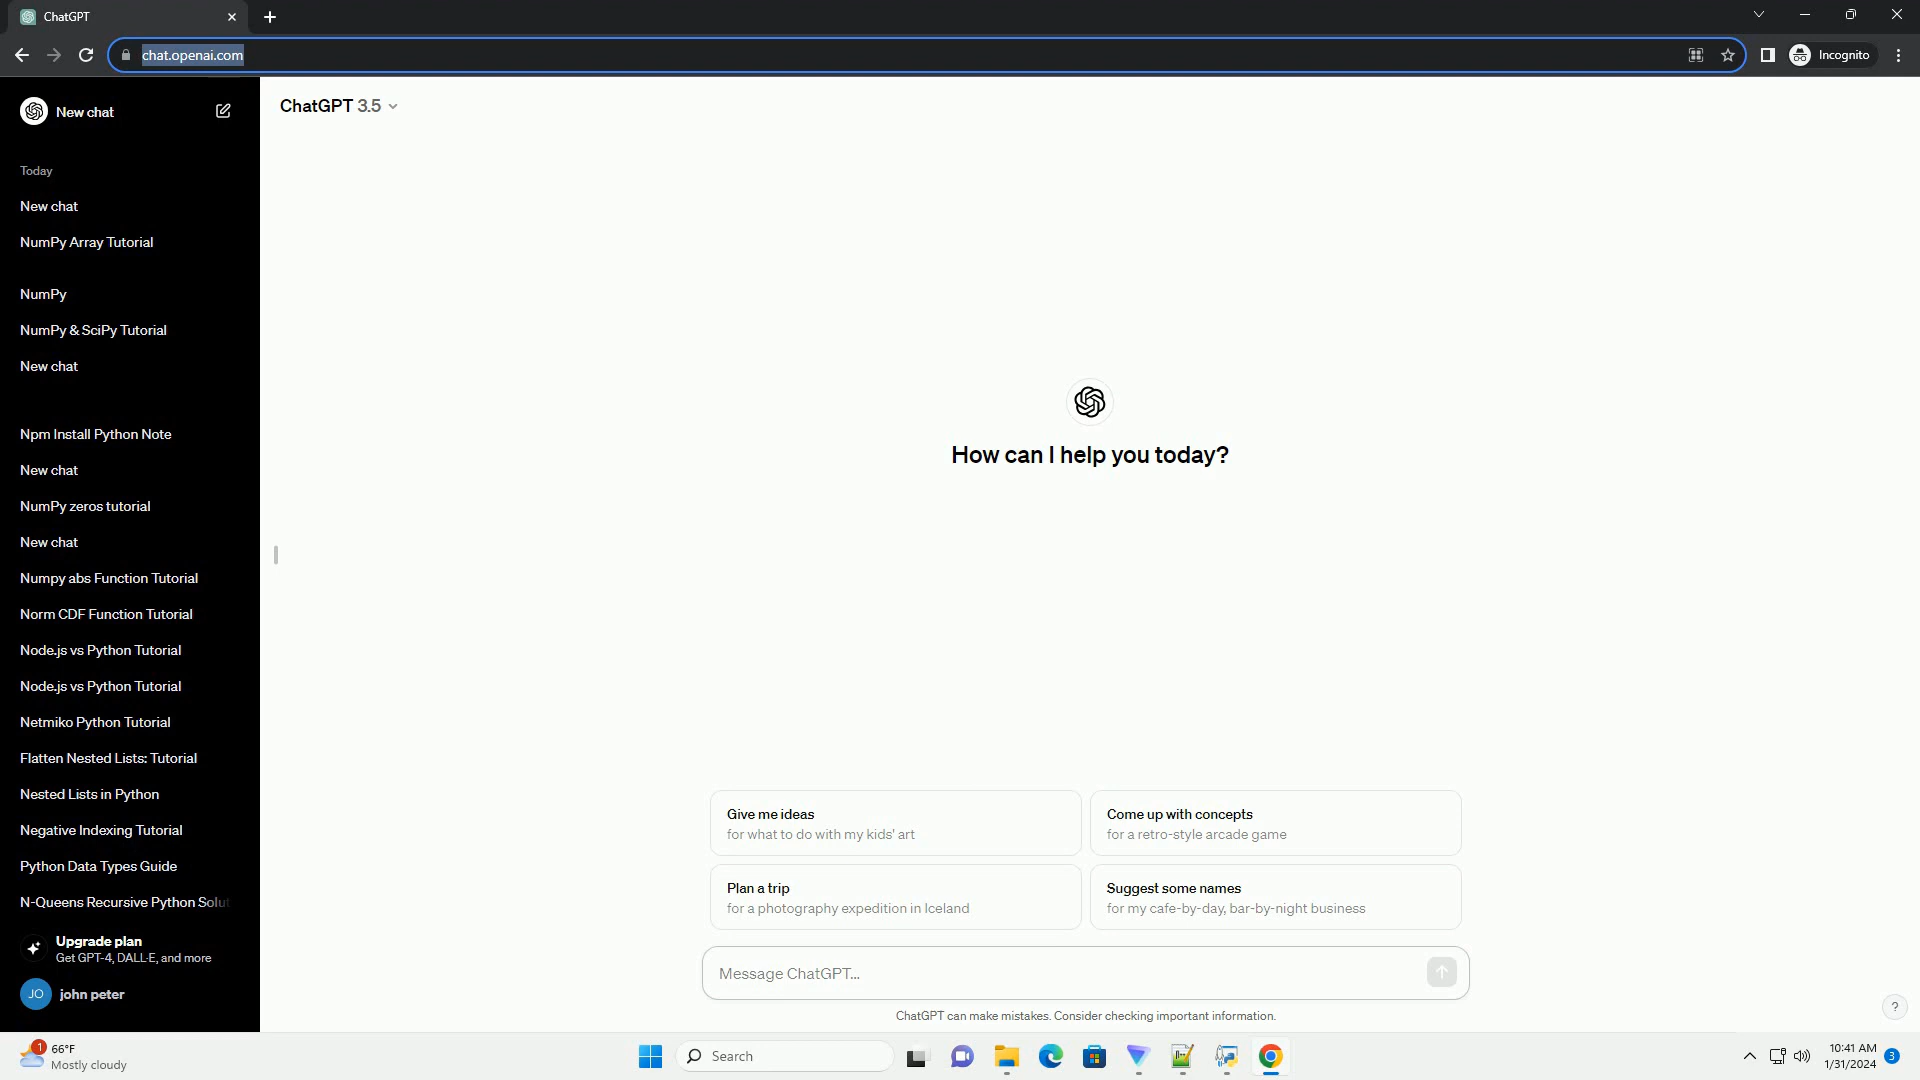 ChatGPT
chat.openai.com
Incognito
New chat
ChatGPT 3.5
Today
New chat
NumPy Array Tutorial
NumPy
NumPy & SciPy Tutorial
New chat
Npm Install Python Note
New chat
NumPy zeros tutorial
New chat
Numpy abs Function Tutorial
Norm CDF Function Tutorial
Node.js vs Python Tutorial
Node.js vs Python Tutorial
Netmiko Python Tutorial
Flatten Nested Lists: Tutorial
Nested Lists in Python
Negative Indexing Tutorial
Python Data Types Guide
N-Queens Recursive Python Solut
Upgrade plan
Get GPT-4, DALL·E, and more
JO john peter
How can I help you today?
Give me ideas
for what to do with my kids' art
Come up with concepts
for a retro-style arcade game
Plan a trip
for a photography expedition in Iceland
Suggest some names
for my cafe-by-day, bar-by-night business
Message ChatGPT...
ChatGPT can make mistakes. Consider checking important information.
?
1
66°F
Mostly cloudy
Search
10:41 AM
1/31/2024
3